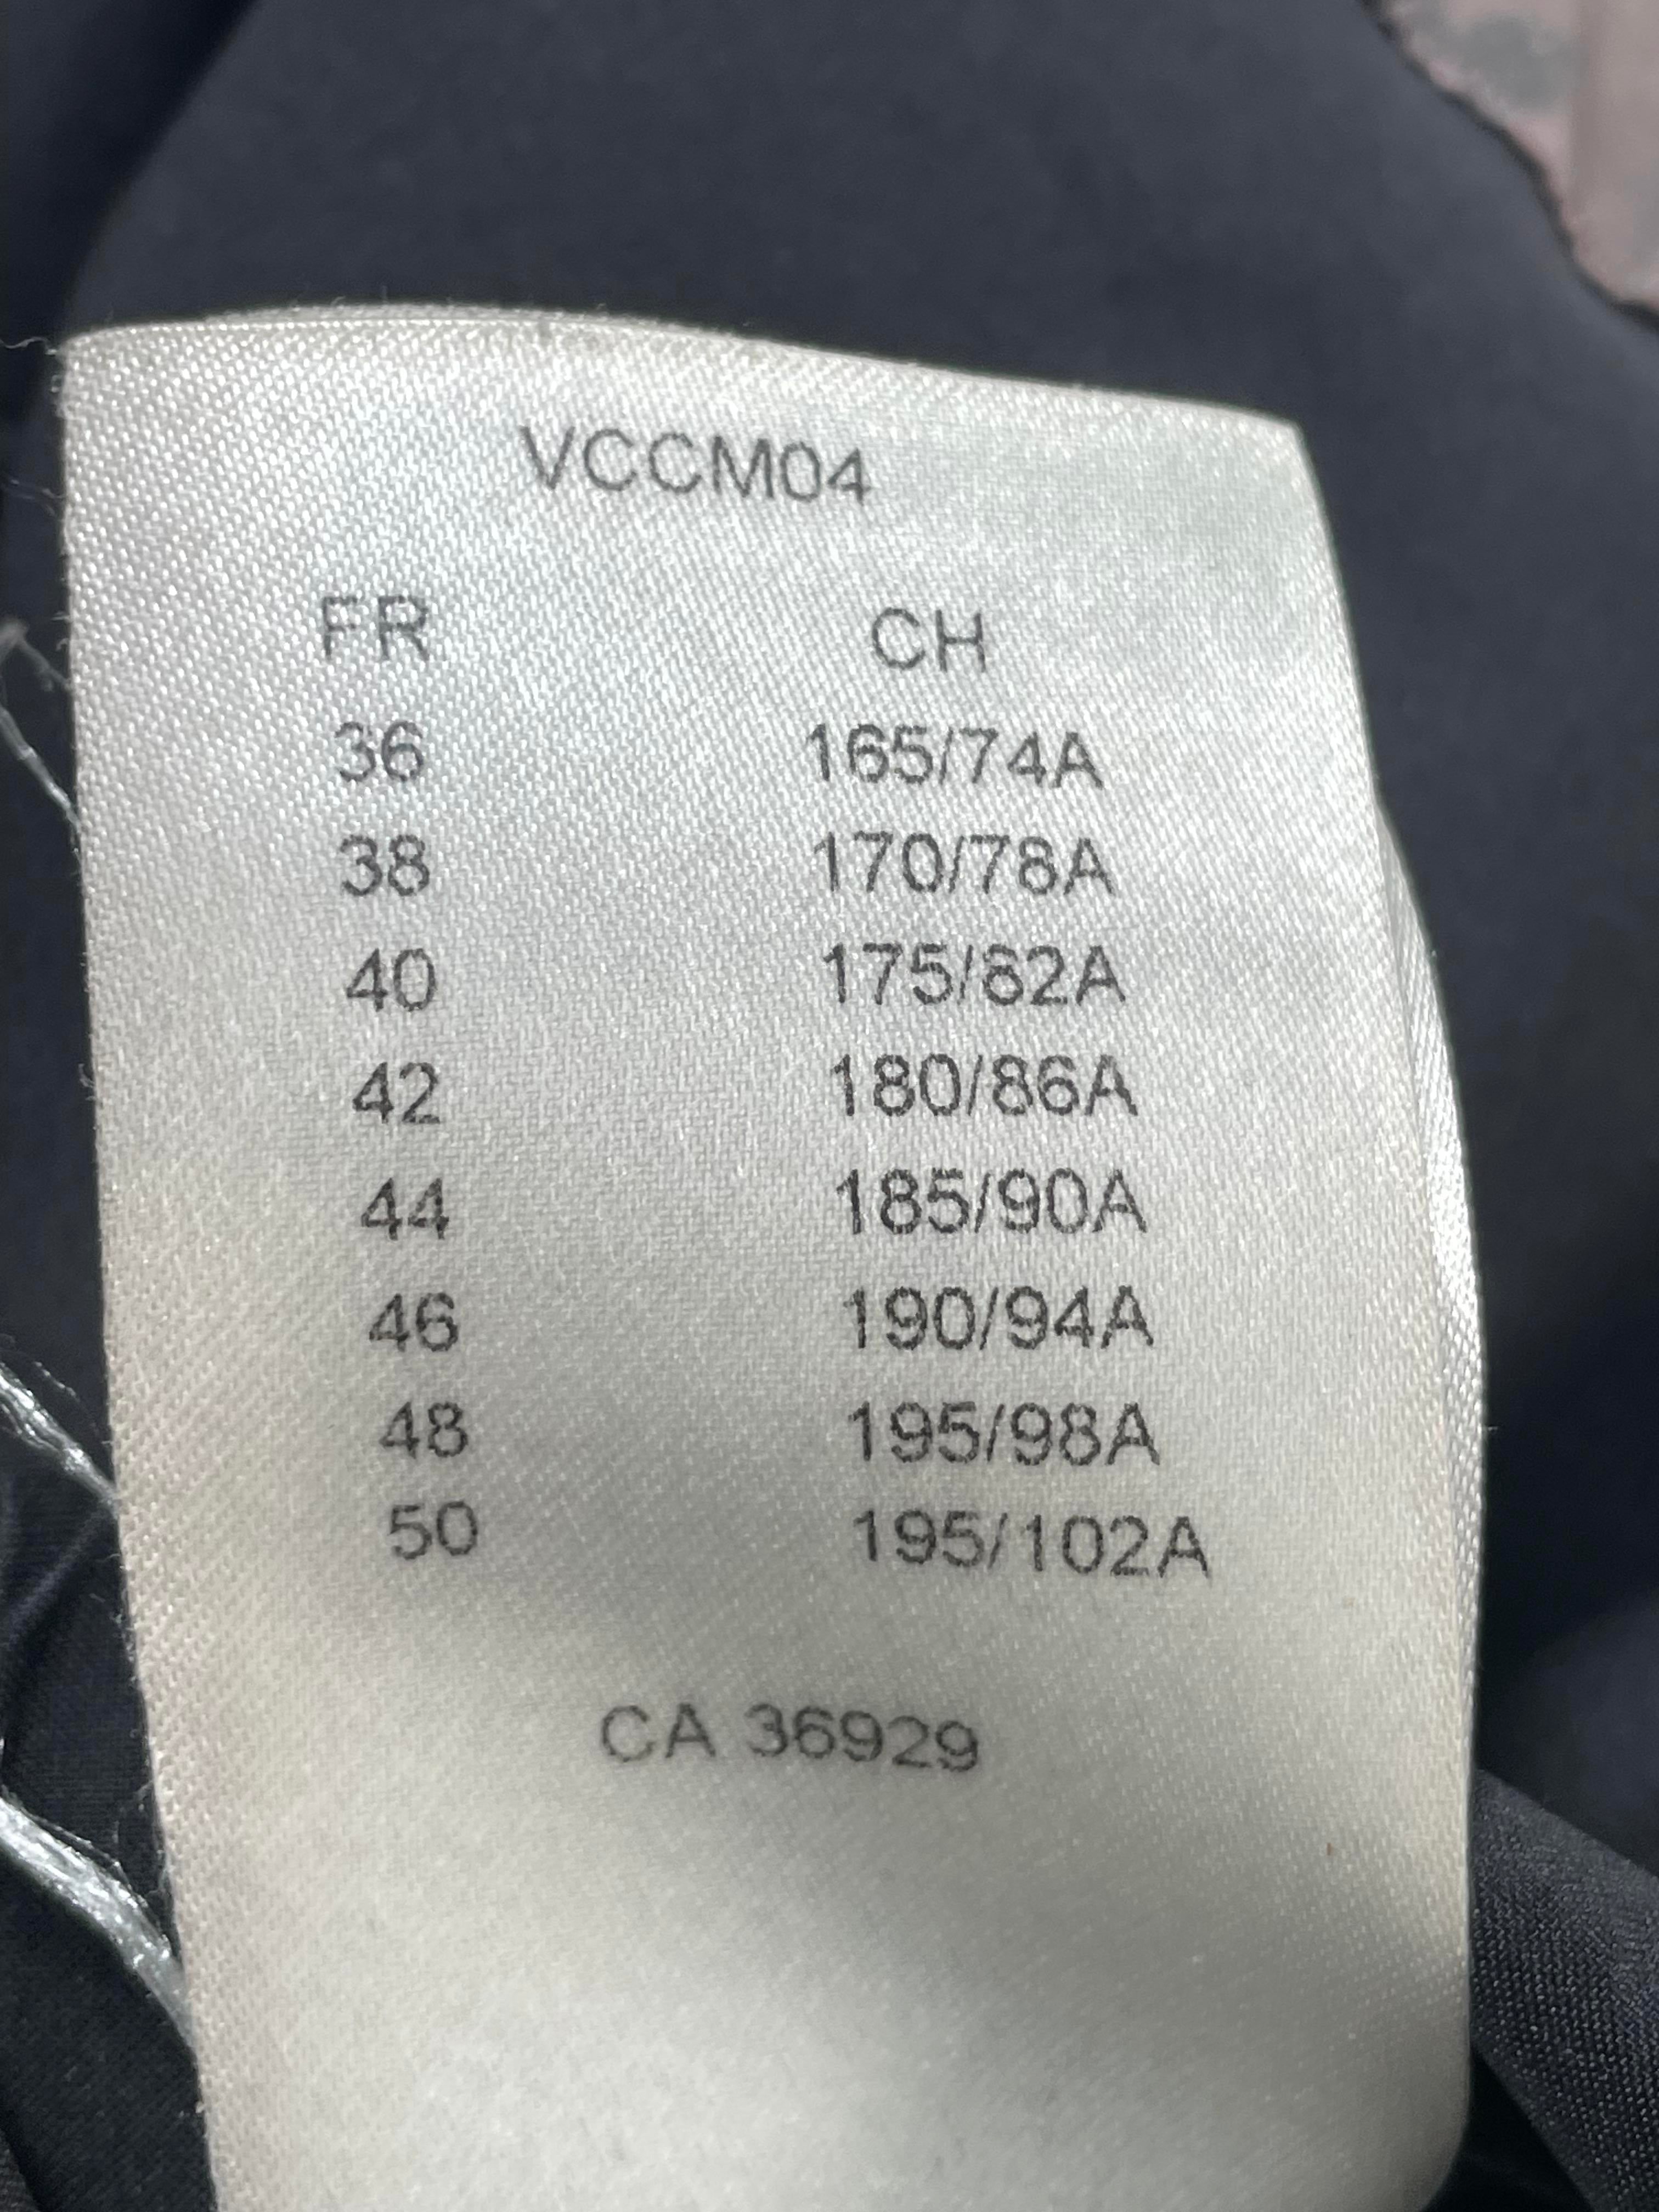 VCCM04
FR CH
36 165/74A
38 170/78A
40 175/82A
42 180/86A
44 185/90A
46 190/94A
48 195/98A
50 195/102A
CA 36929